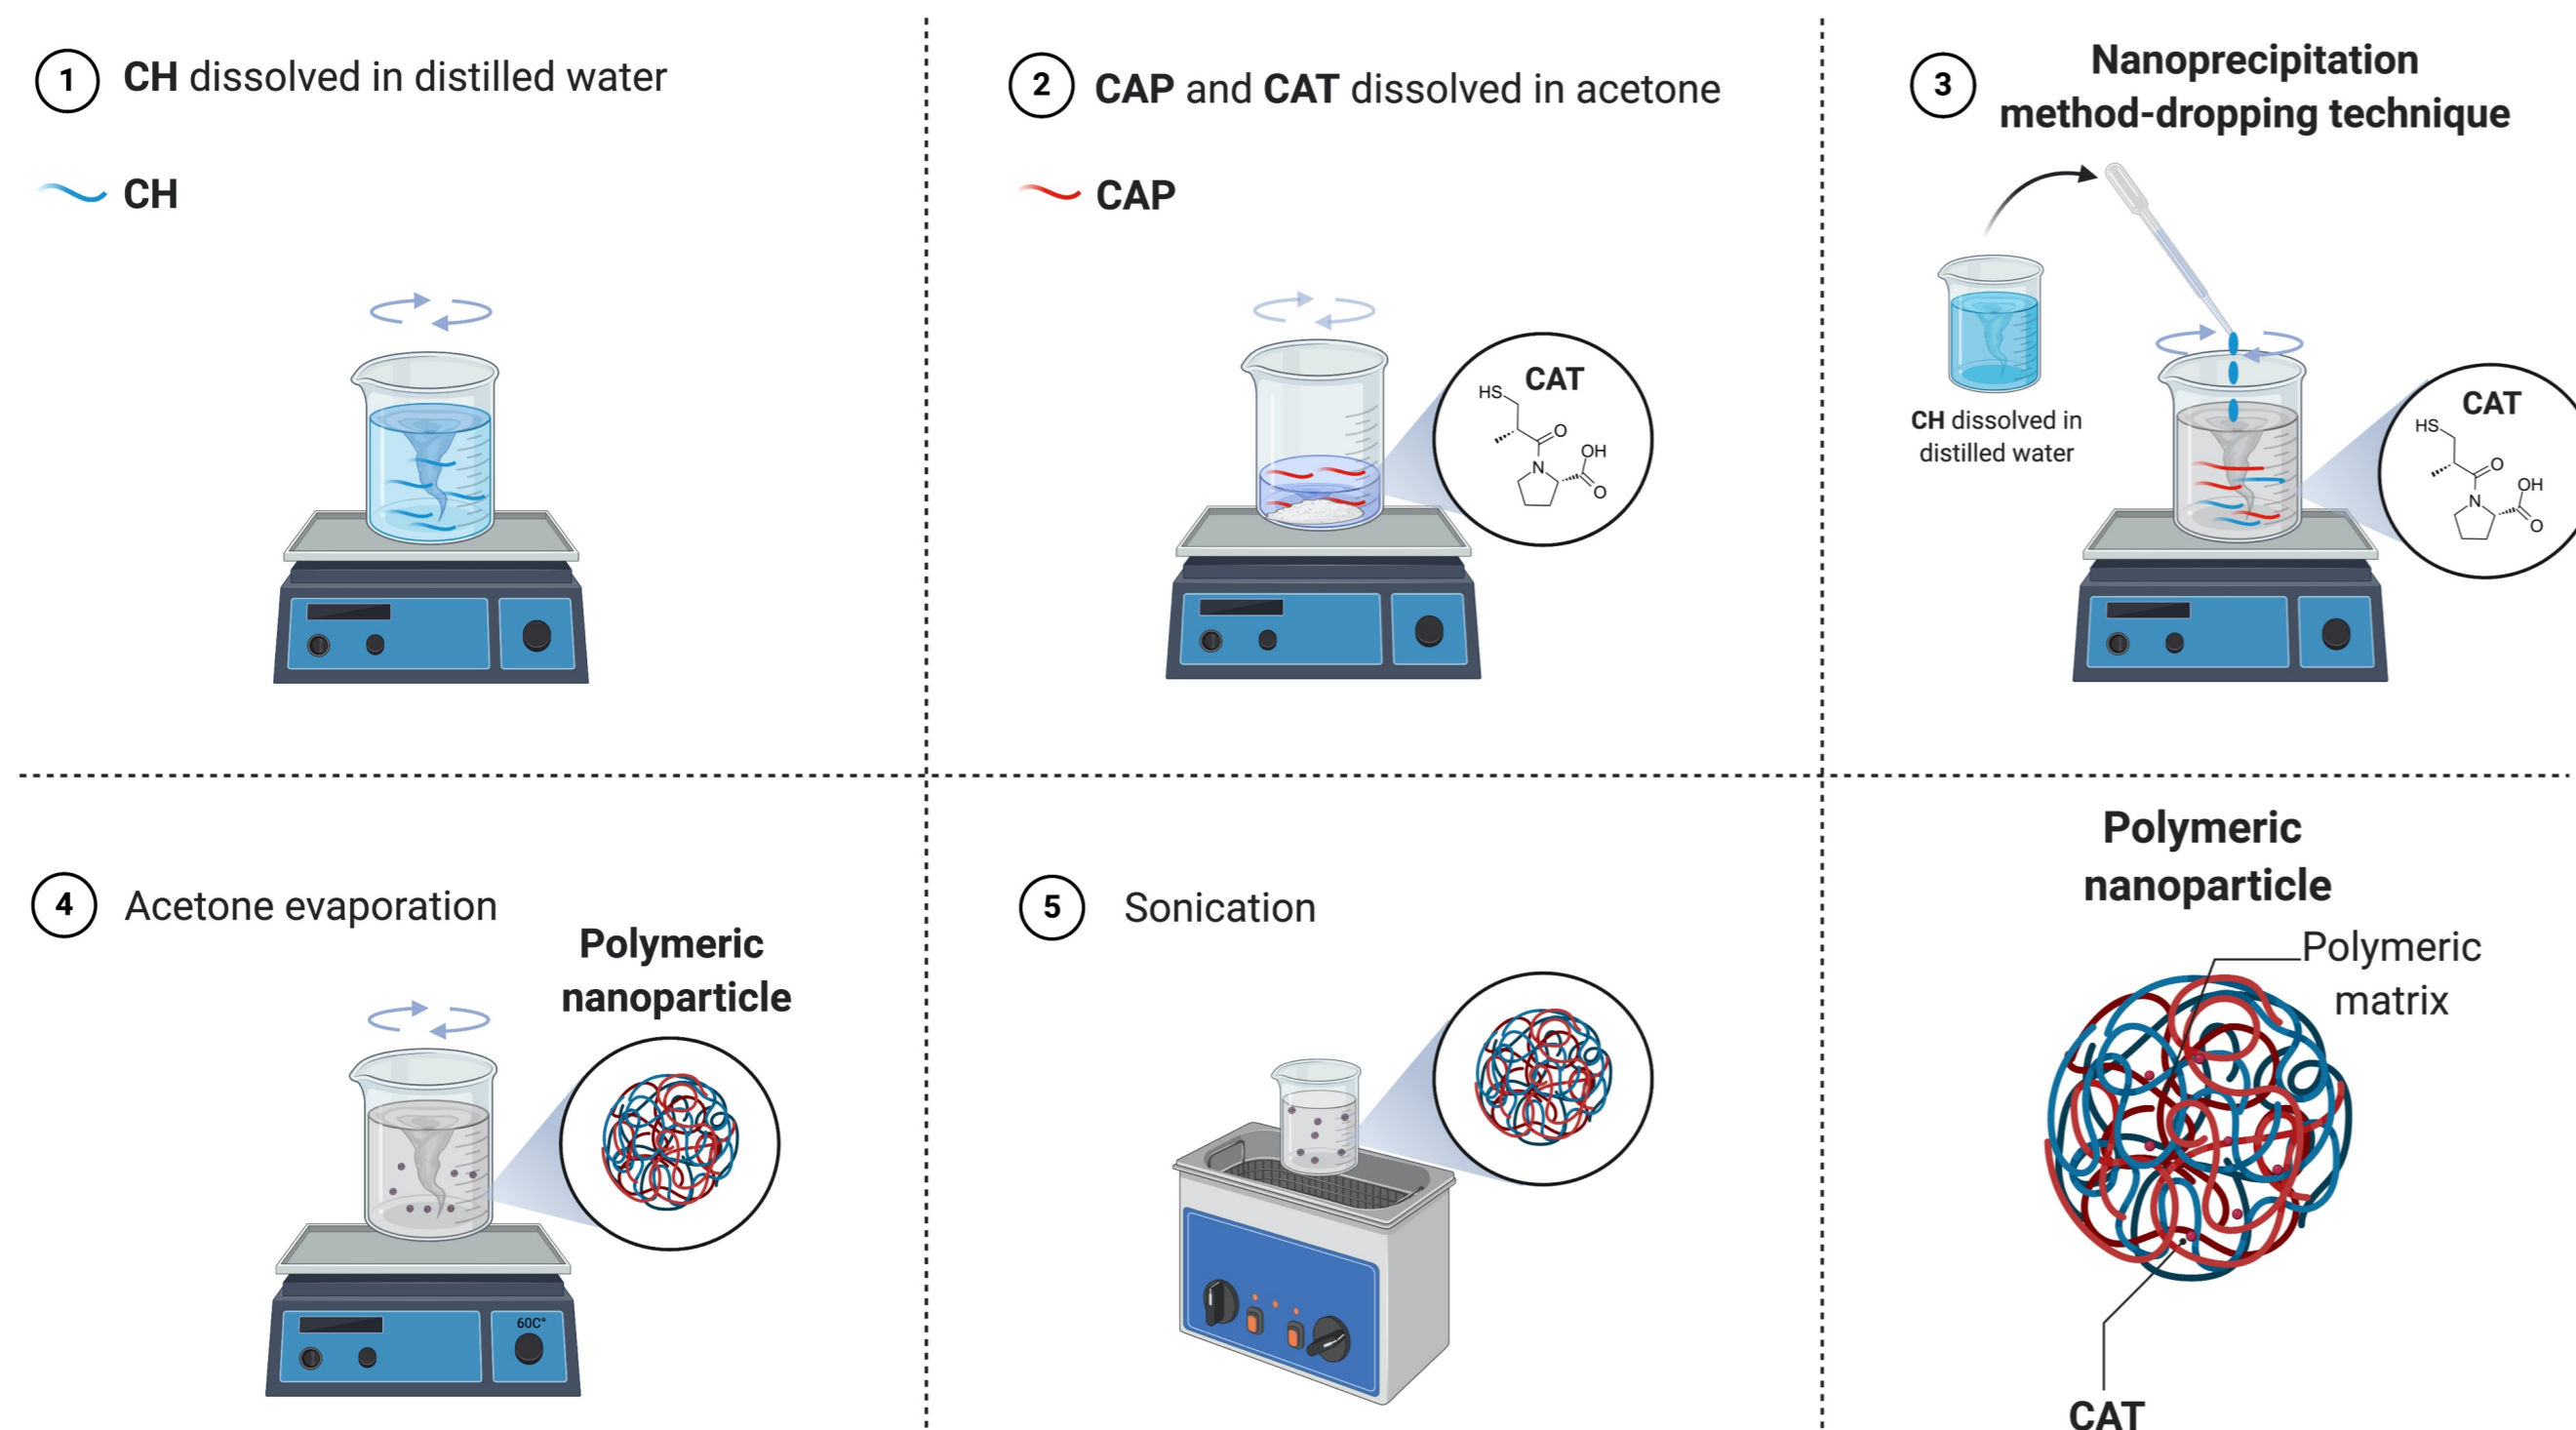 1 CH dissolved in distilled water
CH
2 CAP and CAT dissolved in acetone
CAP
CAT
HS
O
OH
N
O
3 Nanoprecipitation
method-dropping technique
CH dissolved in
distilled water
CAT
HS
O
OH
N
O
4 Acetone evaporation
Polymeric
nanoparticle
60C°
5 Sonication
Polymeric
nanoparticle
Polymeric
matrix
CAT